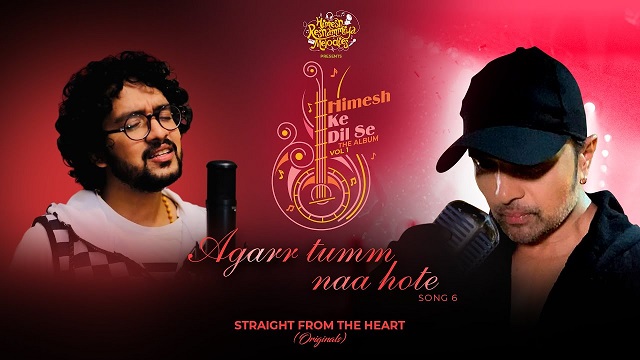 Himesh
Reshammiya
Melodies
PRESENTS
Himesh
Ke
Dil Se
THE ALBUM
VOL 1
Agarr tumm
naa hote
SONG 6
STRAIGHT FROM THE HEART
(Originals)